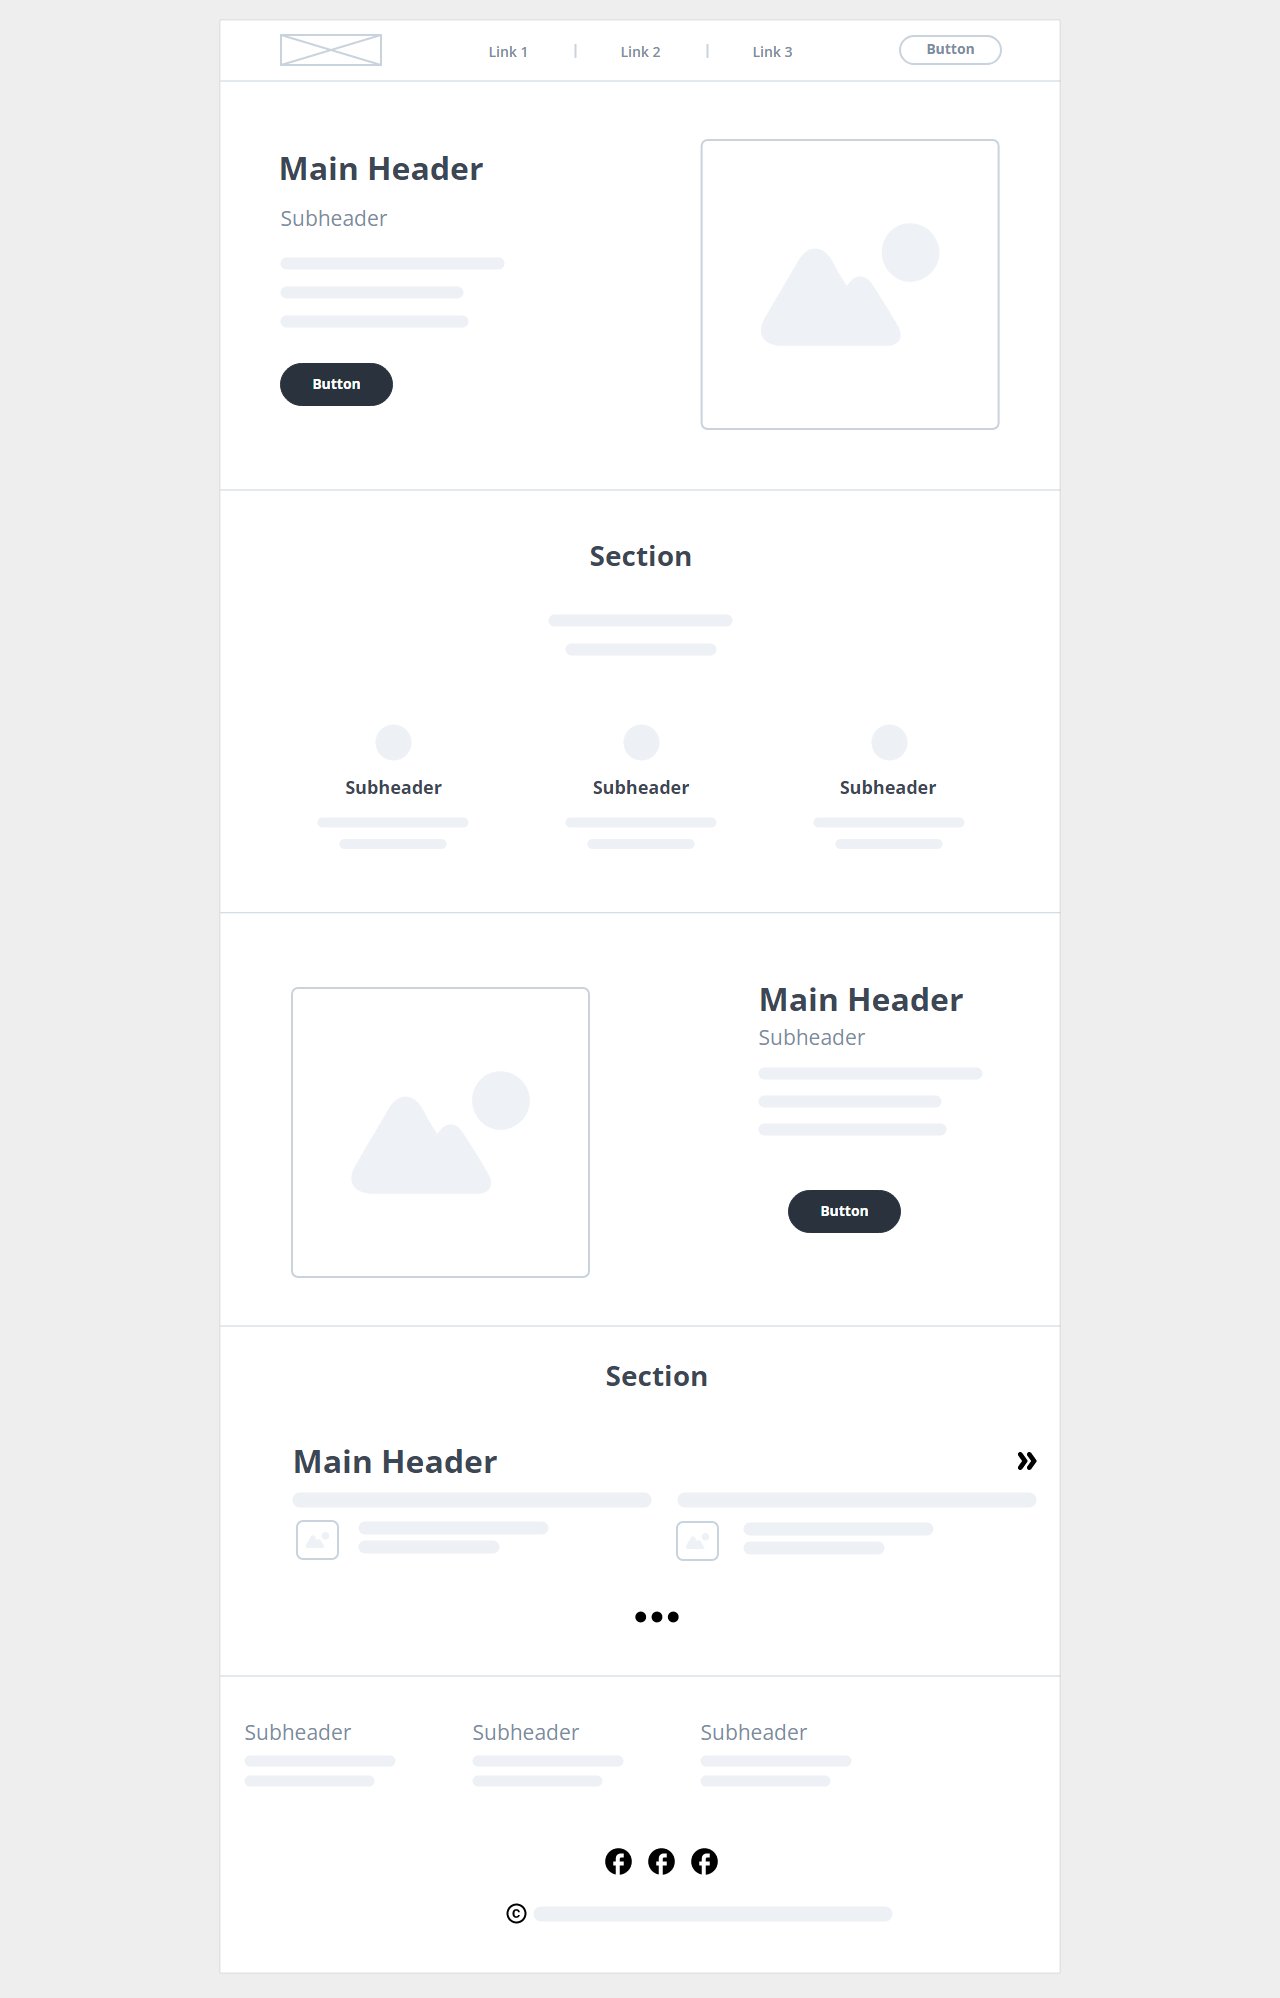 Link 1 Link 2 Link 3 Button
Main Header
Subheader
Button
Section
Subheader Subheader Subheader
Main Header
Subheader
Button
Section
Main Header »
•••
Subheader Subheader Subheader
©